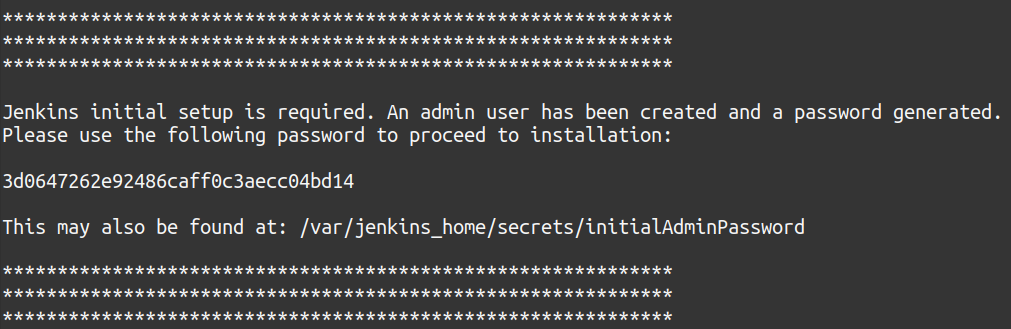 *************************************************************
*************************************************************
*************************************************************
Jenkins initial setup is required. An admin user has been created and a password generated.
Please use the following password to proceed to installation:
3d0647262e92486caff0c3aecc04bd14
This may also be found at: /var/jenkins_home/secrets/initialAdminPassword
*************************************************************
*************************************************************
*************************************************************